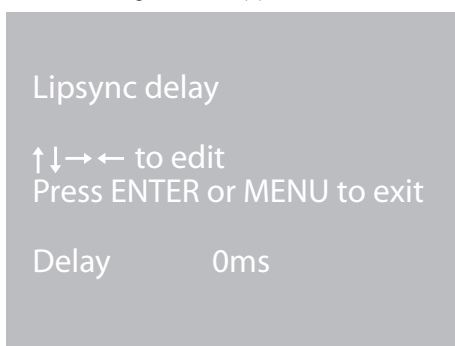 Lipsync delay
↑↓→← to edit
Press ENTER or MENU to exit
Delay 0ms